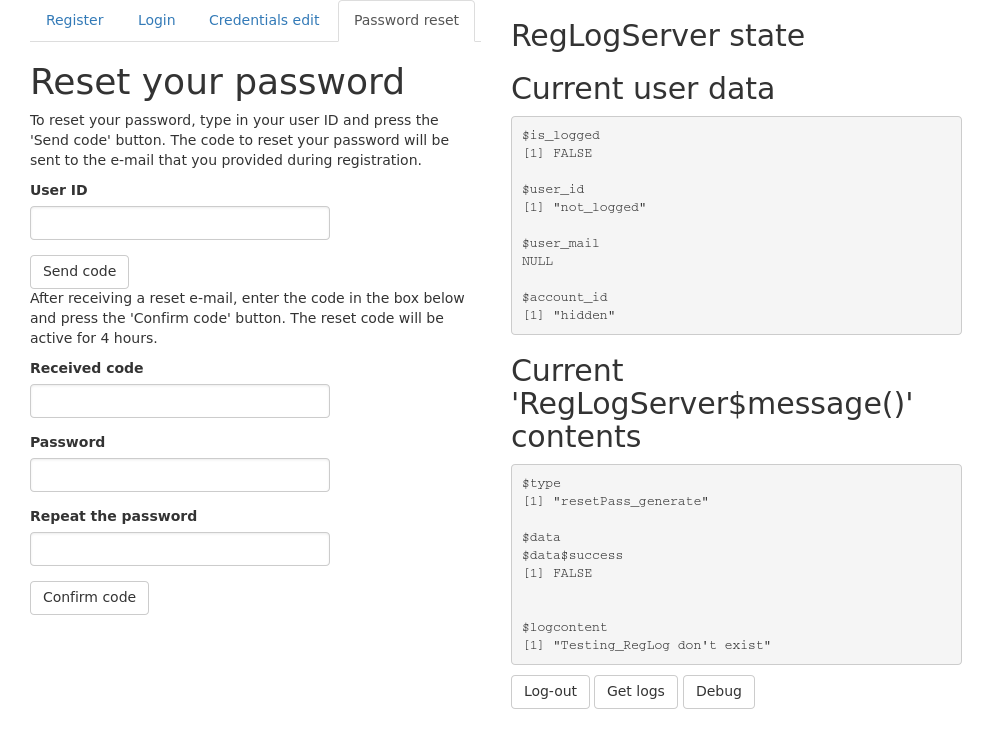 Register
Login
Credentials edit
Password reset
Reset your password
To reset your password, type in your user ID and press the
'Send code' button. The code to reset your password will be
sent to the e-mail that you provided during registration.
User ID
Send code
After receiving a reset e-mail, enter the code in the box below
and press the 'Confirm code' button. The reset code will be
active for 4 hours.
Received code
Password
Repeat the password
Confirm code
RegLogServer state
Current user data
$is_logged
[1] FALSE
$user_id
[1] "not_logged"
$user_mail
NULL
$account_id
[1] "hidden"
Current
'RegLogServer$message()'
contents
$type
[1] "resetPass_generate"
$data
$data$success
[1] FALSE
$logcontent
[1] "Testing_RegLog don't exist"
Log-out
Get logs
Debug